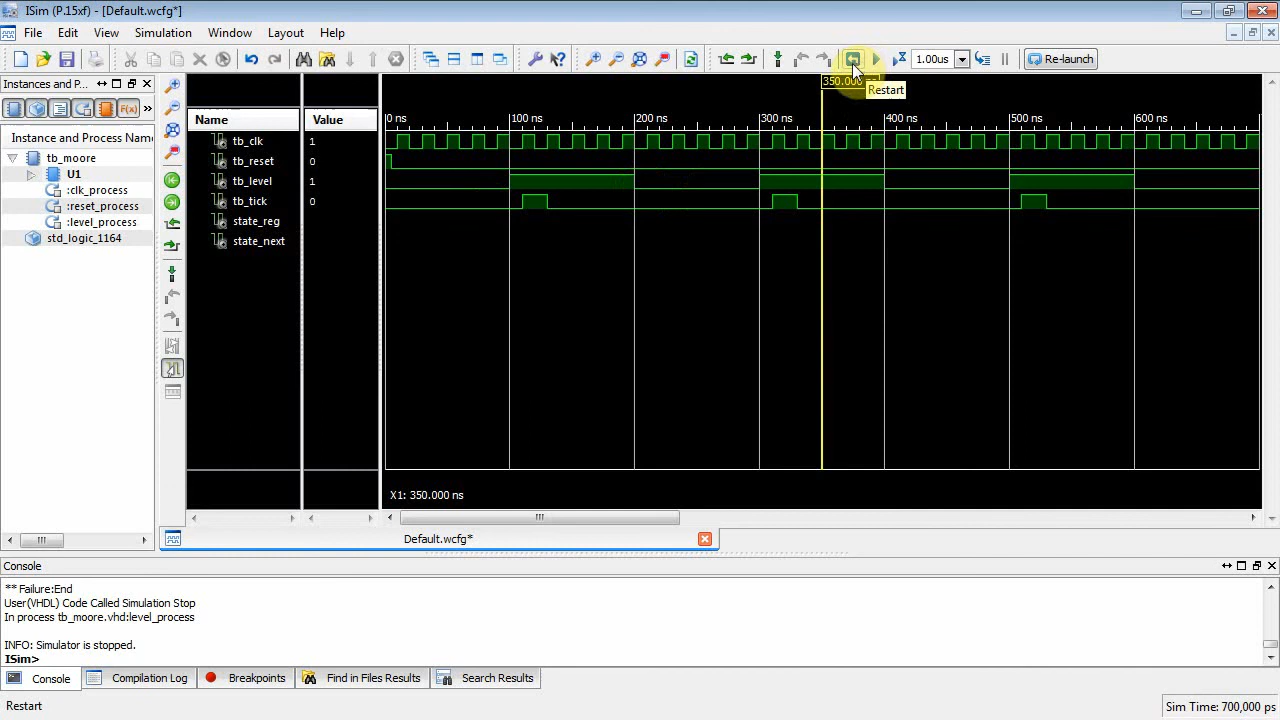 ISim (P.15xf) - [Default.wcfg*]
File Edit View Simulation Window Layout Help
1.00us Re-launch
Restart
Instances and P...
F(x) »
Instance and Process Name
tb_moore
U1
:clk_process
:reset_process
:level_process
std_logic_1164
Name Value
tb_clk 1
tb_reset 0
tb_level 1
tb_tick 0
state_reg
state_next
0 ns 100 ns 200 ns 300 ns 400 ns 500 ns 600 ns
X1: 350.000 ns
Default.wcfg*
Console
** Failure:End
User(VHDL) Code Called Simulation Stop
In process tb_moore.vhd:level_process
INFO: Simulator is stopped.
ISim>
Console Compilation Log Breakpoints Find in Files Results Search Results
Restart Sim Time: 700,000 ps